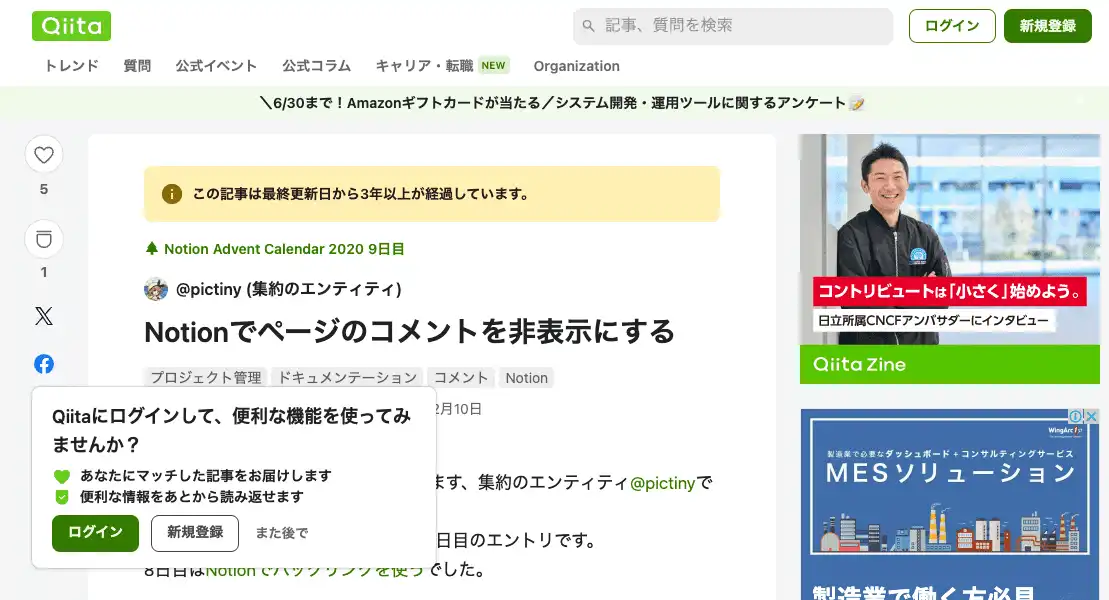 Qiita
記事、質問を検索
ログイン
新規登録
トレンド 質問 公式イベント 公式コラム キャリア・転職 NEW Organization
＼6/30まで！Amazonギフトカードが当たる／システム開発・運用ツールに関するアンケート📝
5
1
この記事は最終更新日から3年以上が経過しています。
Notion Advent Calendar 2020 9日目
@pictiny (集約のエンティティ)
Notionでページのコメントを非表示にする
プロジェクト管理 ドキュメンテーション コメント Notion
2月10日
ます、集約のエンティティ@pictinyで
日目のエントリです。
8日目はNotionでハッソリンクを使うでした。
Qiitaにログインして、便利な機能を使ってみ
ませんか？
あなたにマッチした記事をお届けします
便利な情報をあとから読み返せます
ログイン 新規登録 また後で
コントリビュートは「小さく」始めよう。
日立所属CNCFアンバサダーにインタビュー
Qiita Zine
WingArc1st
製造業で必要なダッシュボード＋コンサルティングサービス
MESソリューション
製造業で働く方必見